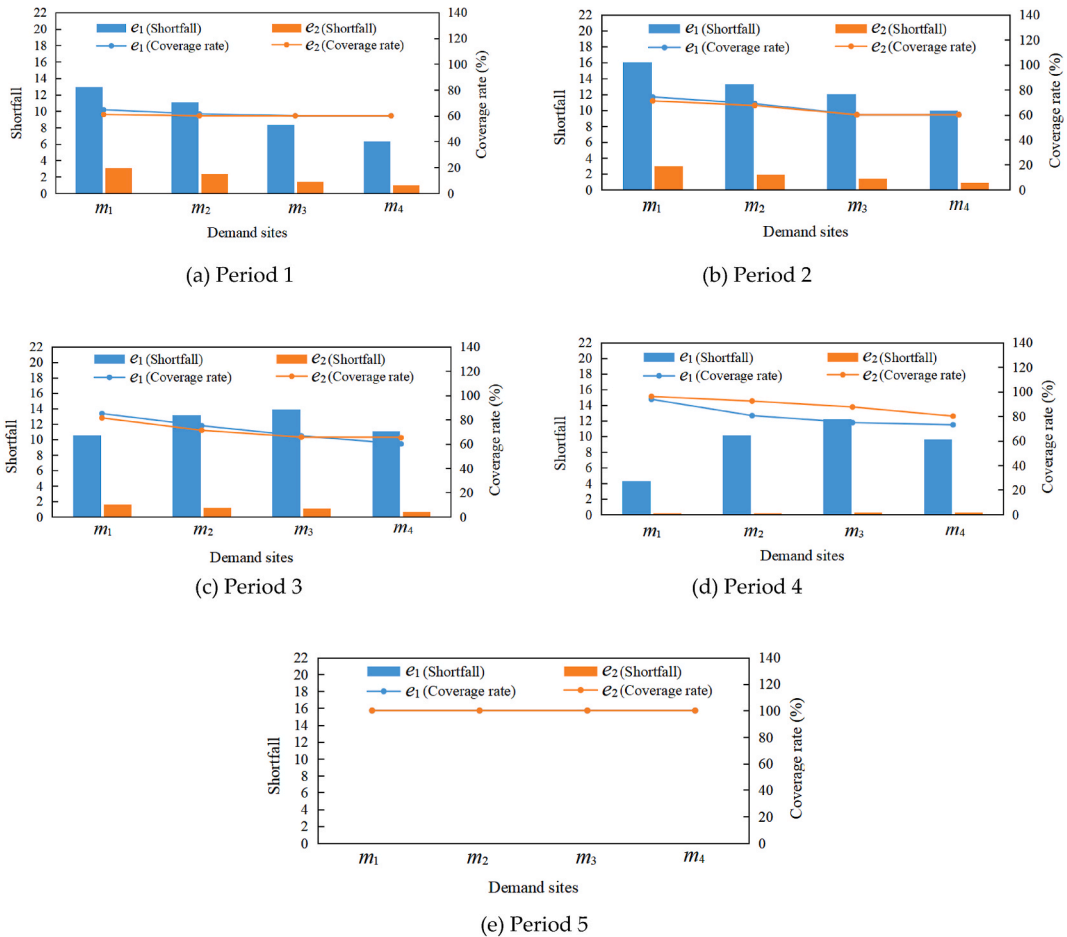 22
20
18
16
14
12
10
8
6
4
2
0
Shortfall
e1 (Shortfall) e2 (Shortfall)
e1 (Coverage rate) e2 (Coverage rate)
140
120
100
80
60
40
20
0
Coverage rate (%)
m1 m2 m3 m4
Demand sites
(a) Period 1
22
20
18
16
14
12
10
8
6
4
2
0
Shortfall
e1 (Shortfall) e2 (Shortfall)
e1 (Coverage rate) e2 (Coverage rate)
140
120
100
80
60
40
20
0
Coverage rate (%)
m1 m2 m3 m4
Demand sites
(b) Period 2
22
20
18
16
14
12
10
8
6
4
2
0
Shortfall
e1 (Shortfall) e2 (Shortfall)
e1 (Coverage rate) e2 (Coverage rate)
140
120
100
80
60
40
20
0
Coverage rate (%)
m1 m2 m3 m4
Demand sites
(c) Period 3
22
20
18
16
14
12
10
8
6
4
2
0
Shortfall
e1 (Shortfall) e2 (Shortfall)
e1 (Coverage rate) e2 (Coverage rate)
140
120
100
80
60
40
20
0
Coverage rate (%)
m1 m2 m3 m4
Demand sites
(d) Period 4
22
20
18
16
14
12
10
8
6
4
2
0
Shortfall
e1 (Shortfall) e2 (Shortfall)
e1 (Coverage rate) e2 (Coverage rate)
140
120
100
80
60
40
20
0
Coverage rate (%)
m1 m2 m3 m4
Demand sites
(e) Period 5